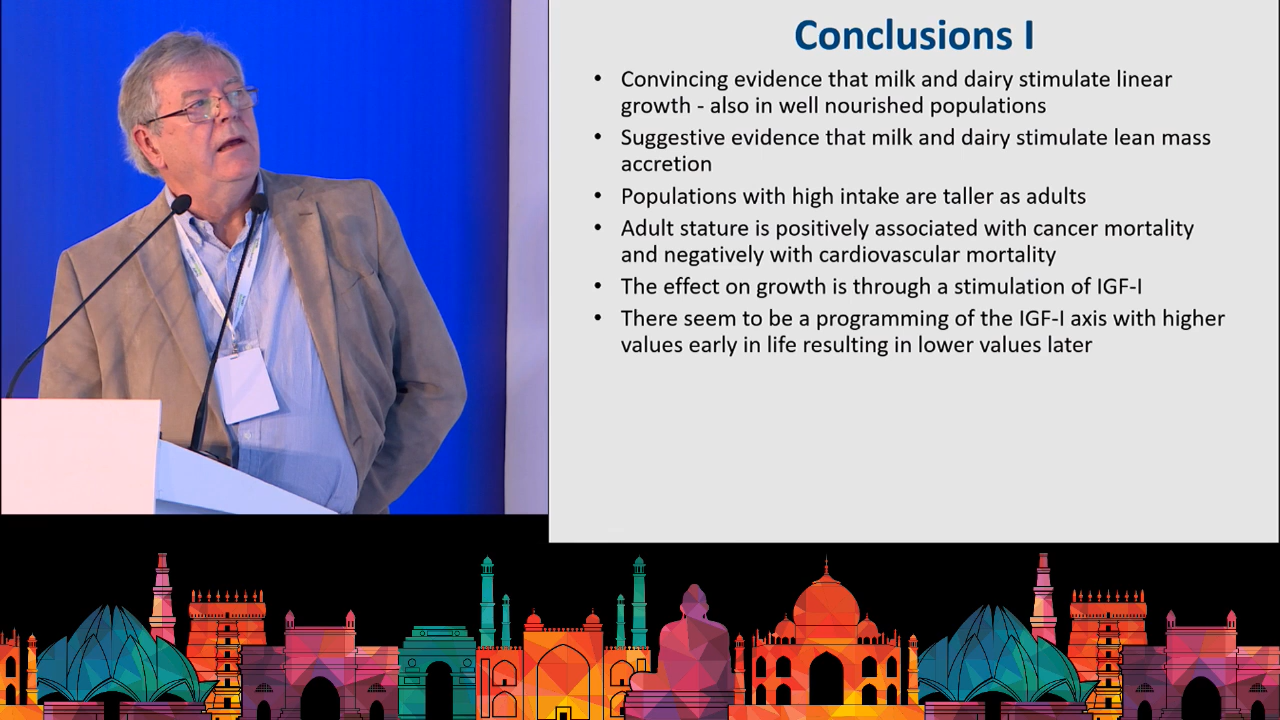 Conclusions I
• Convincing evidence that milk and dairy stimulate linear
growth - also in well nourished populations
• Suggestive evidence that milk and dairy stimulate lean mass
accretion
• Populations with high intake are taller as adults
• Adult stature is positively associated with cancer mortality
and negatively with cardiovascular mortality
• The effect on growth is through a stimulation of IGF-I
• There seem to be a programming of the IGF-I axis with higher
values early in life resulting in lower values later